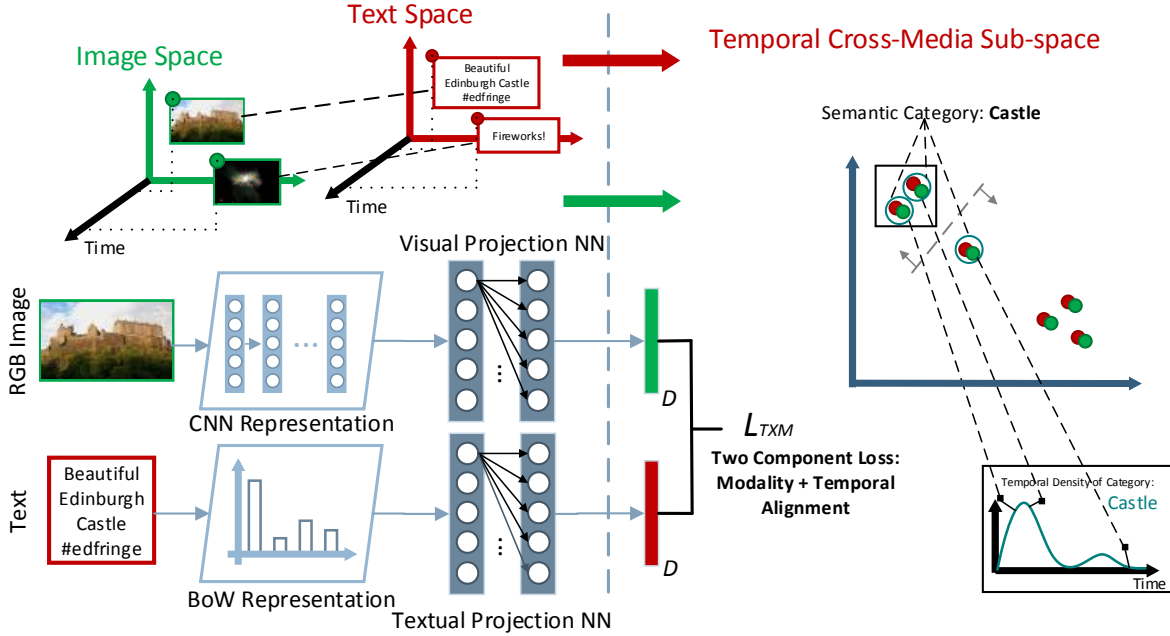 Text Space
Image Space
Temporal Cross-Media Sub-space
Beautiful
Edinburgh Castle
#edfringe
Fireworks!
Time
Time
Semantic Category: Castle
Visual Projection NN
RGB Image
CNN Representation
D
LTXM
Two Component Loss:
Modality + Temporal
Alignment
Text
Beautiful
Edinburgh
Castle
#edfringe
BoW Representation
Textual Projection NN
D
Temporal Density of Category:
Castle
Time